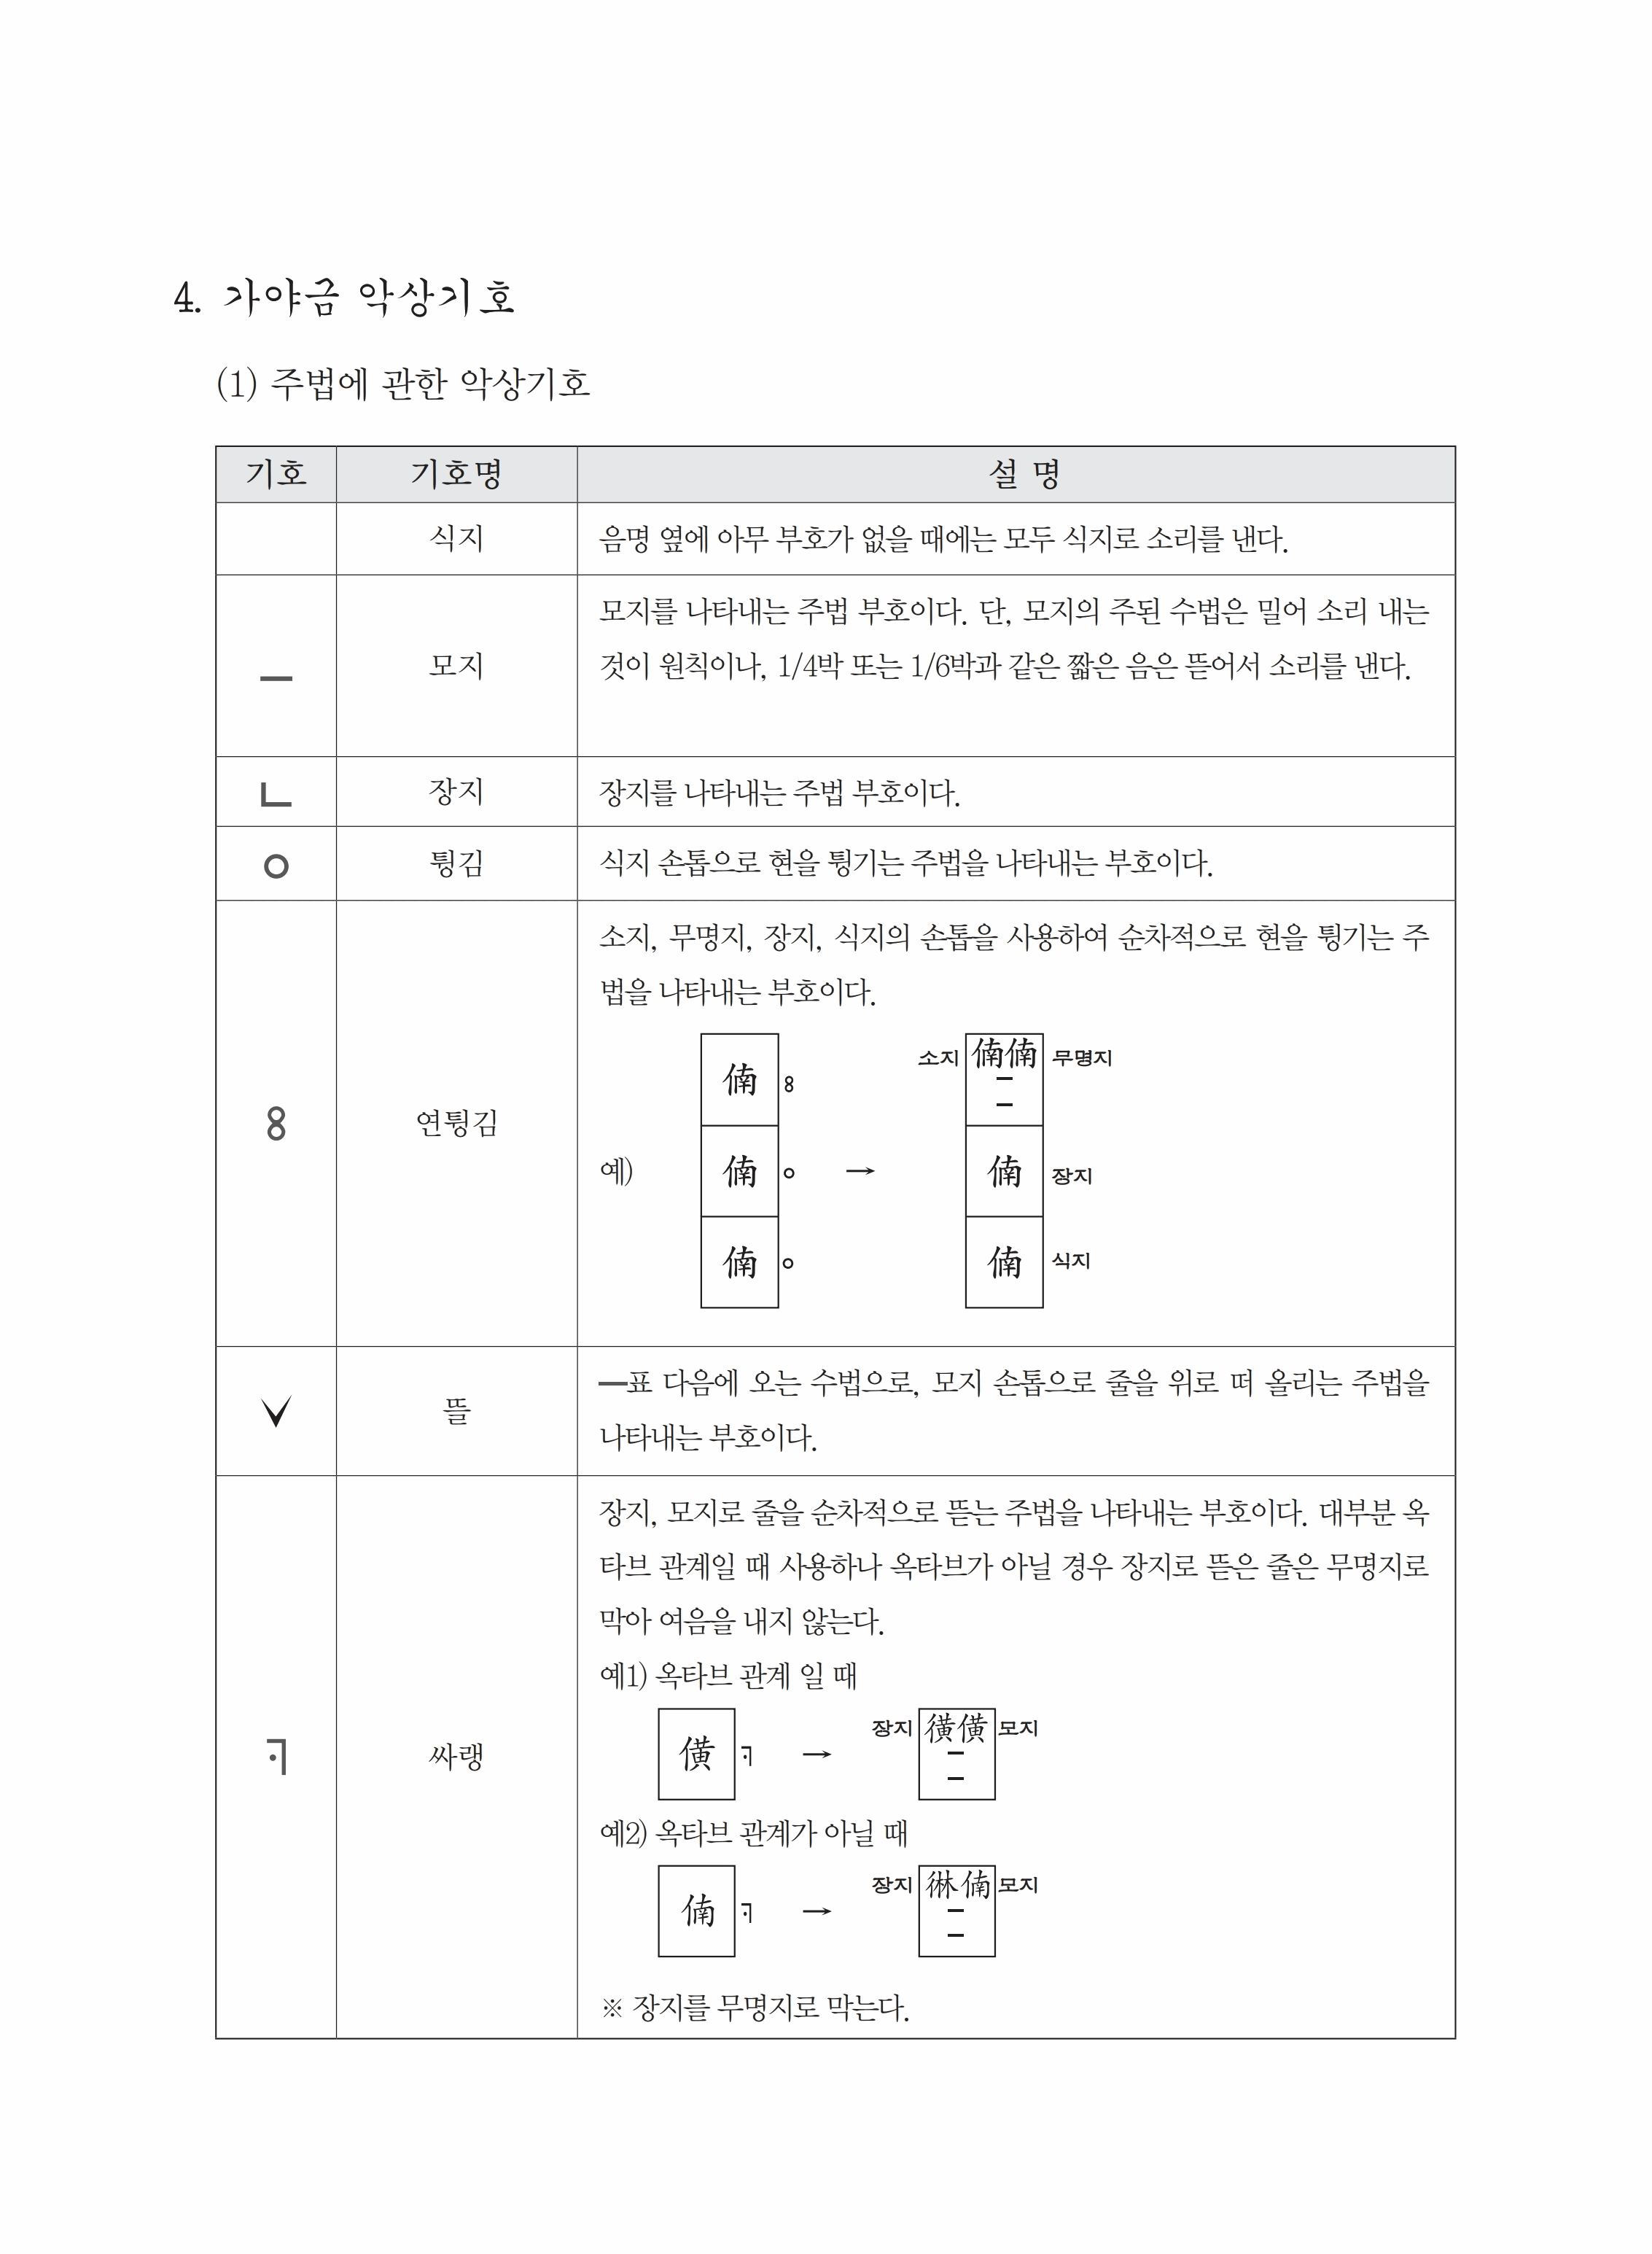 4. 가야금 악상기호
(1) 주법에 관한 악상기호
기호 기호명 설 명
식지 음명 옆에 아무 부호가 없을 때에는 모두 식지로 소리를 낸다.
모지를 나타내는 주법 부호이다. 단, 모지의 주된 수법은 밀어 소리 내는
ㅡ 모지 것이 원칙이나, 1/4박 또는 1/6박과 같은 짧은 음은 뜯어서 소리를 낸다.
ㄴ 장지 장지를 나타내는 주법 부호이다.
ㅇ 튕김 식지 손톱으로 현을 튕기는 주법을 나타내는 부호이다.
소지, 무명지, 장지, 식지의 손톱을 사용하여 순차적으로 현을 튕기는 주
법을 나타내는 부호이다.
8 연튕김
㑲 8 소지 㑲㑲 무명지
예) 㑲 ㅇ → 㑲 장지
㑲 ㅇ 㑲 식지
ㅡ표 다음에 오는 수법으로, 모지 손톱으로 줄을 위로 떠 올리는 주법을
∨ 뜰
나타내는 부호이다.
장지, 모지로 줄을 순차적으로 뜯는 주법을 나타내는 부호이다. 대부분 옥
타브 관계일 때 사용하나 옥타브가 아닐 경우 장지로 뜯은 줄은 무명지로
막아 여음을 내지 않는다.
예1) 옥타브 관계 일 때
싸랭
僙 → 장지 㣴僙 모지
예2) 옥타브 관계가 아닐 때
㑲 → 장지 㑲 모지
※ 장지를 무명지로 막는다.